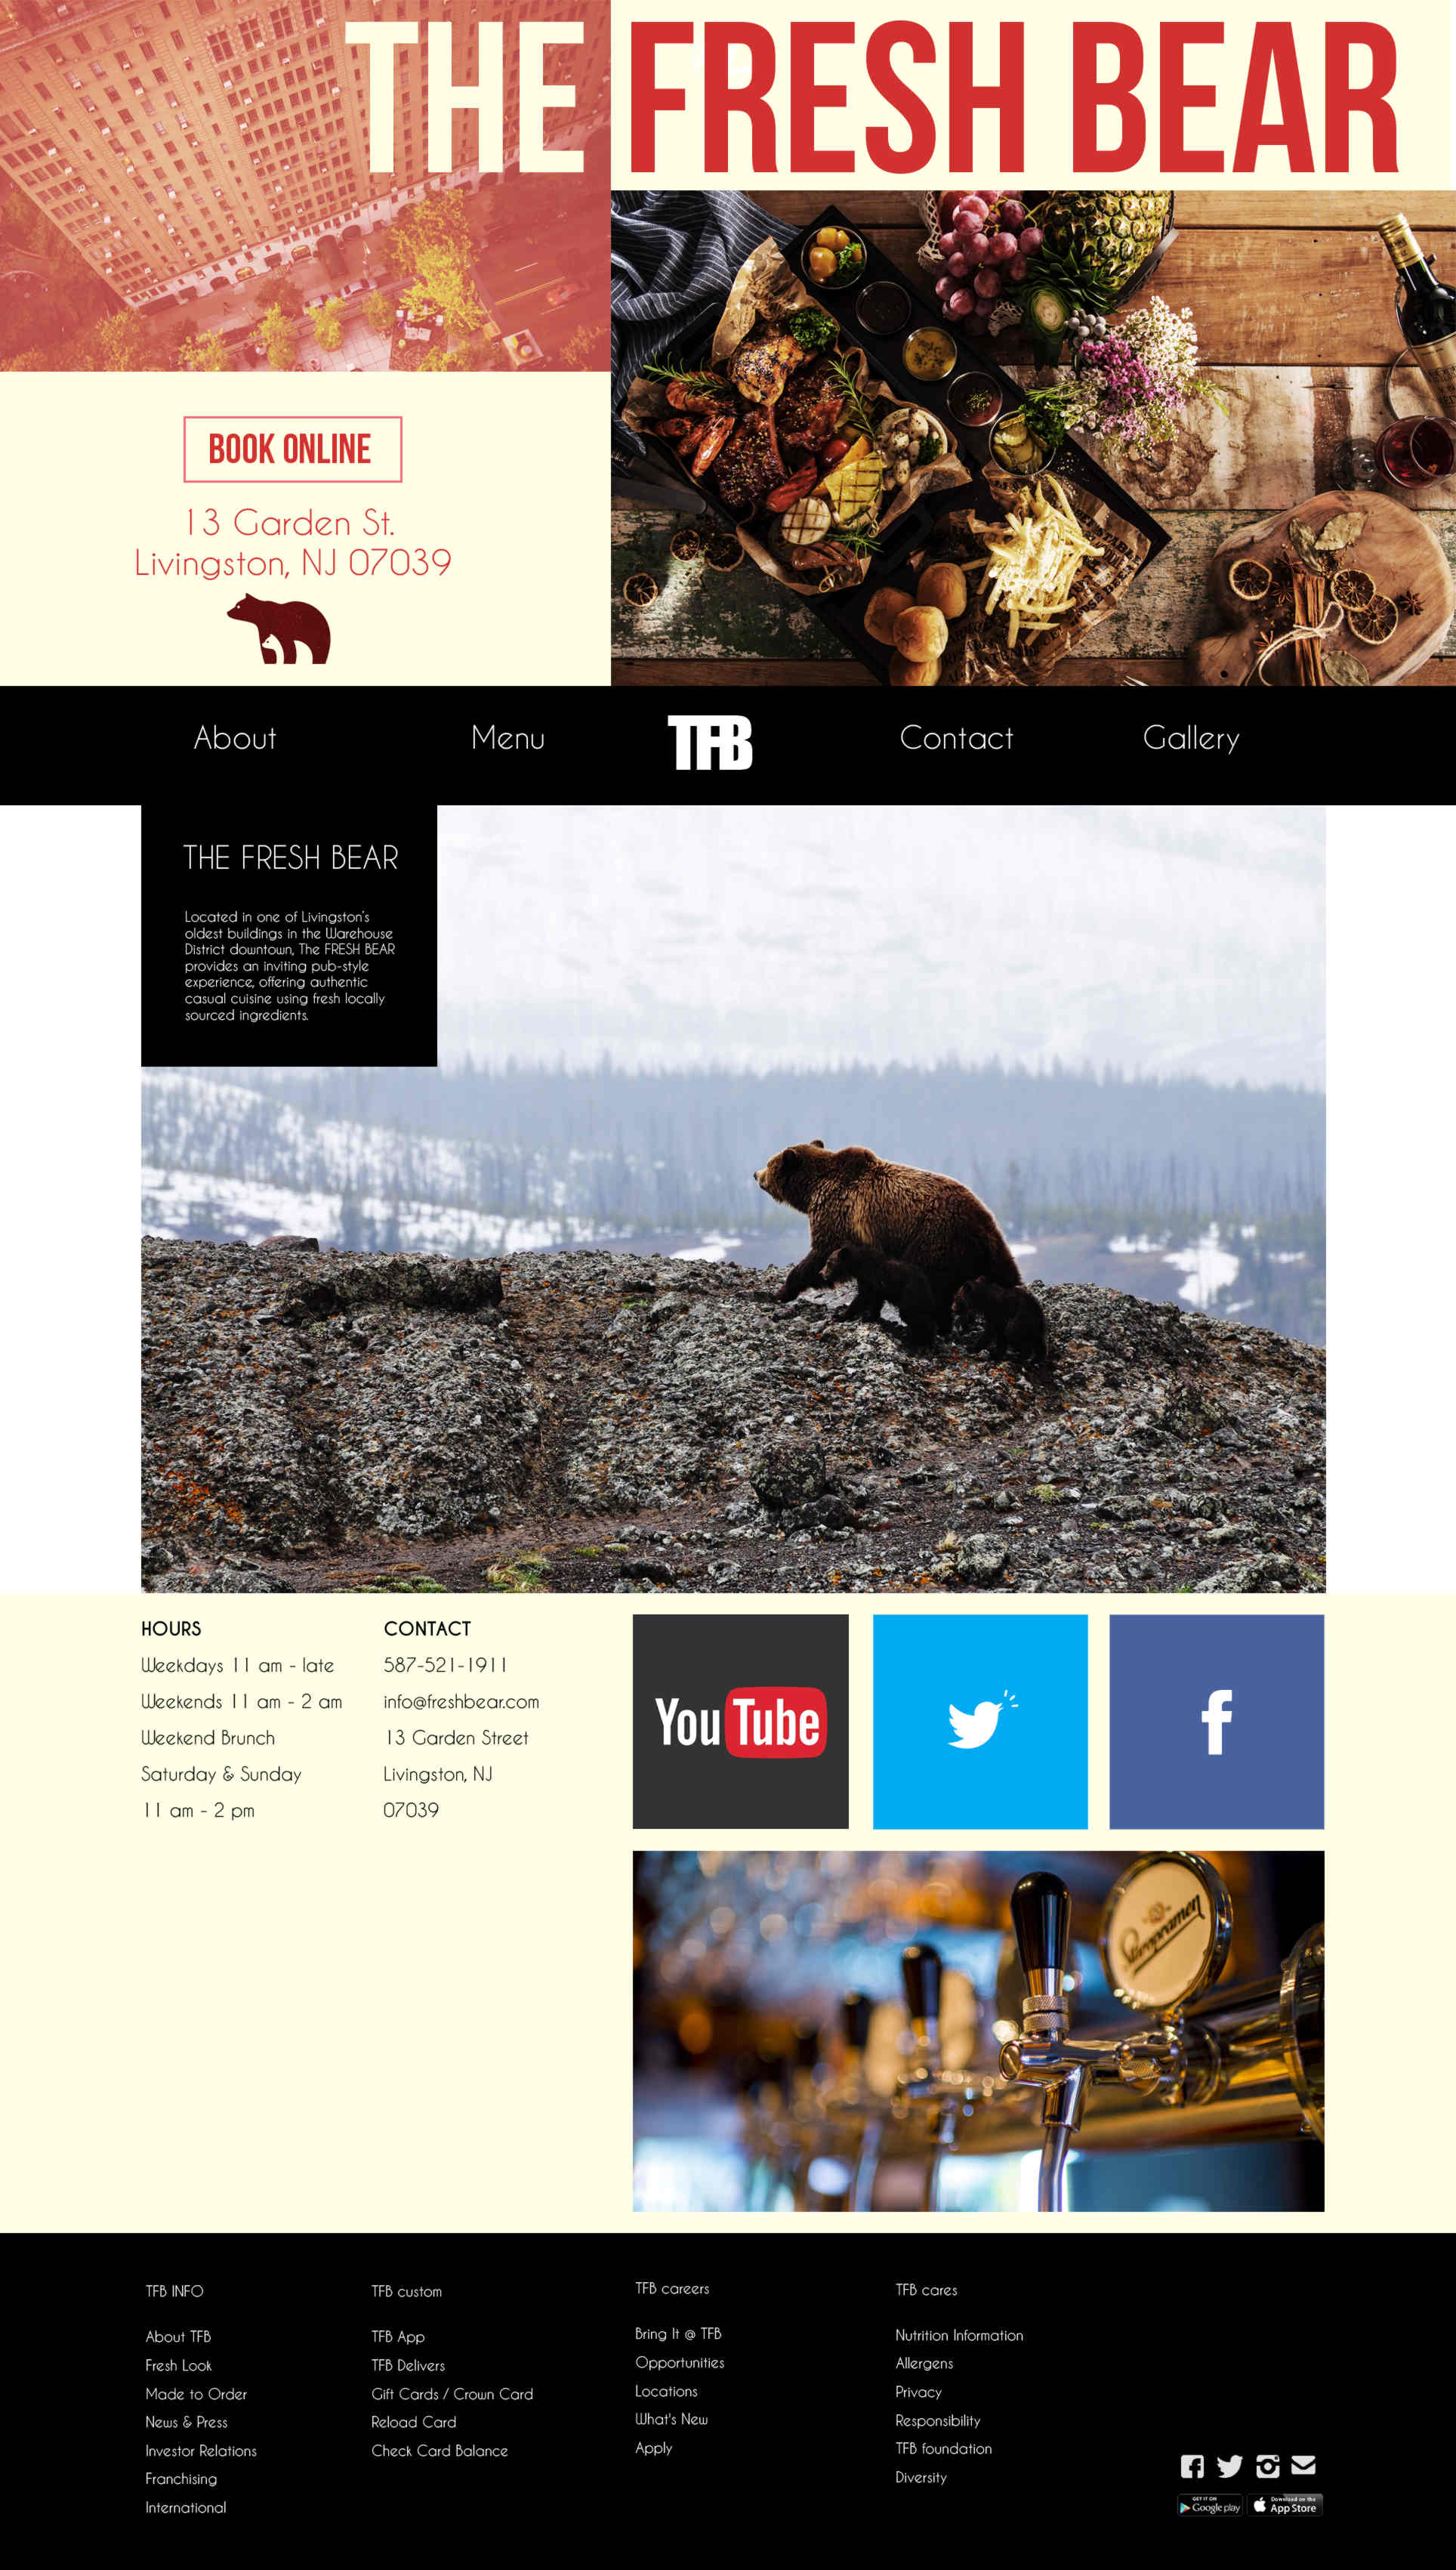 THE FRESH BEAR
BOOK ONLINE
13 Garden St.
Livingston, NJ 07039
About
Menu
TFB
Contact
Gallery
THE FRESH BEAR
Located in one of Livingston's
oldest buildings in the Warehouse
District downtown, The FRESH BEAR
provides an inviting pub-style
experience, offering authentic
casual cuisine using fresh locally
sourced ingredients.
HOURS
Weekdays 11 am - late
Weekends 11 am - 2 am
Weekend Brunch
Saturday & Sunday
11 am - 2 pm
CONTACT
587-521-1911
info@freshbear.com
13 Garden Street
Livingston, NJ
07039
YouTube
f
Staropramen
TFB INFO
About TFB
Fresh Look
Made to Order
News & Press
Investor Relations
Franchising
International
TFB custom
TFB App
TFB Delivers
Gift Cards / Crown Card
Reload Card
Check Card Balance
TFB careers
Bring It @ TFB
Opportunities
Locations
What's New
Apply
TFB cares
Nutrition Information
Allergens
Privacy
Responsibility
TFB foundation
Diversity
GET IT ON
Google play
Download on the
App Store